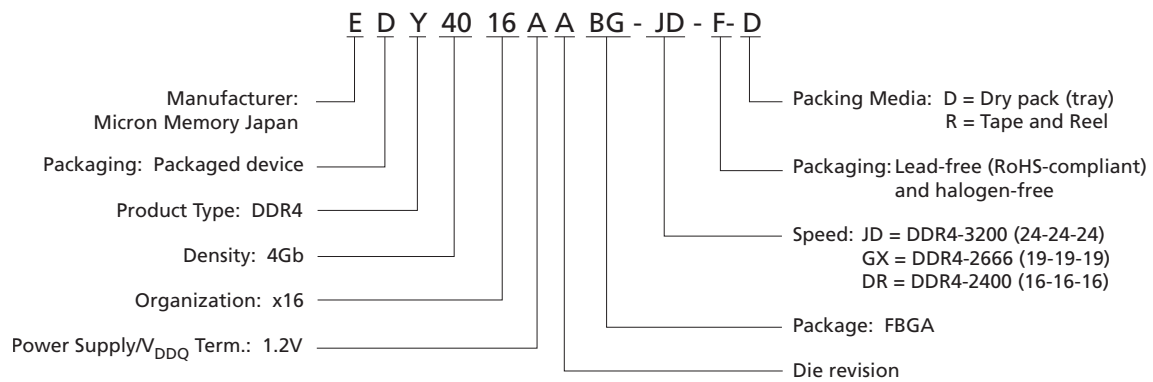 E D Y 40 16 A A BG - JD - F- D
Manufacturer:
Micron Memory Japan
Packaging: Packaged device
Product Type: DDR4
Density: 4Gb
Organization: x16
Power Supply/VDDQ Term.: 1.2V
Packing Media: D = Dry pack (tray)
R = Tape and Reel
Packaging: Lead-free (RoHS-compliant)
and halogen-free
Speed: JD = DDR4-3200 (24-24-24)
GX = DDR4-2666 (19-19-19)
DR = DDR4-2400 (16-16-16)
Package: FBGA
Die revision